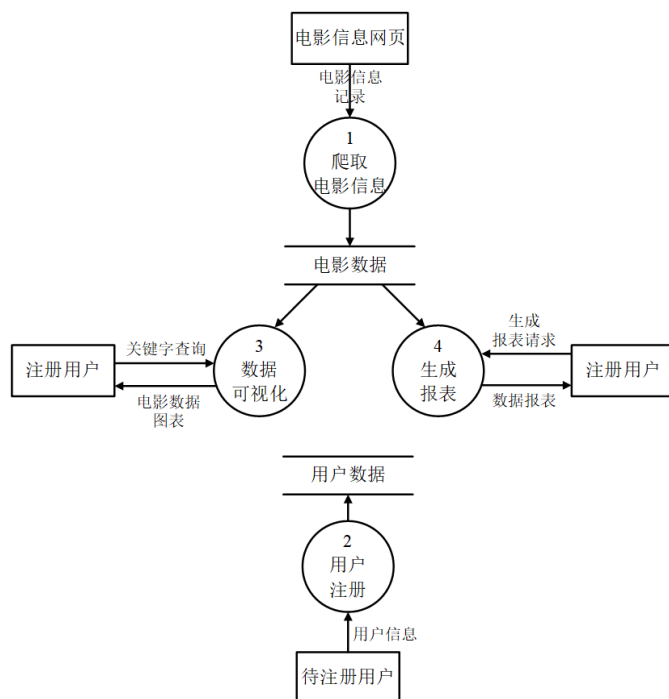 电影信息网页
电影信息
记录
1
爬取
电影信息
电影数据
生成
报表请求
关键字查询
3
数据
可视化
4
生成
报表
注册用户
注册用户
电影数据
图表
数据报表
用户数据
2
用户
注册
用户信息
待注册用户